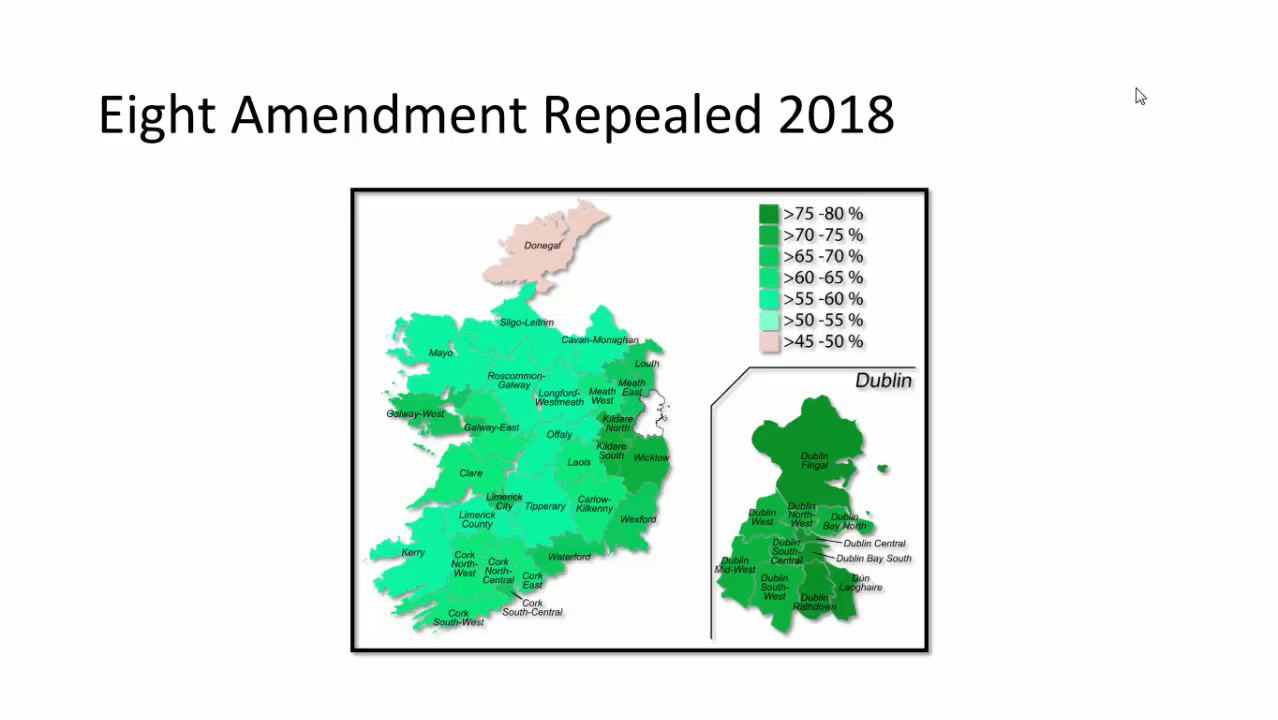 Eight Amendment Repealed 2018
>75 -80 %
>70 -75 %
>65 -70 %
>60 -65 %
>55 -60 %
>50 -55 %
>45 -50 %
Donegal
Sligo-Leitrim
Cavan-Monaghan
Mayo
Louth
Roscommon-
Galway
Longford-
Westmeath
Meath
West
Meath
East
Galway-West
Galway-East
Kildare
North
Offaly
Kildare
South
Laois
Wicklow
Clare
Limerick
City
Limerick
County
Tipperary
Carlow-
Kilkenny
Wexford
Kerry
Cork
North-
West
Cork
North-
Central
Cork
East
Waterford
Cork
South-Central
Cork
South-West
Dublin
Dublin
Fingal
Dublin
West
Dublin
North-
West
Dublin
Bay North
Dublin Central
Dublin
South-
Central
Dublin Bay South
Dublin
Mid-West
Dublin
South-
West
Dublin
Rathdown
Dún
Laoghaire